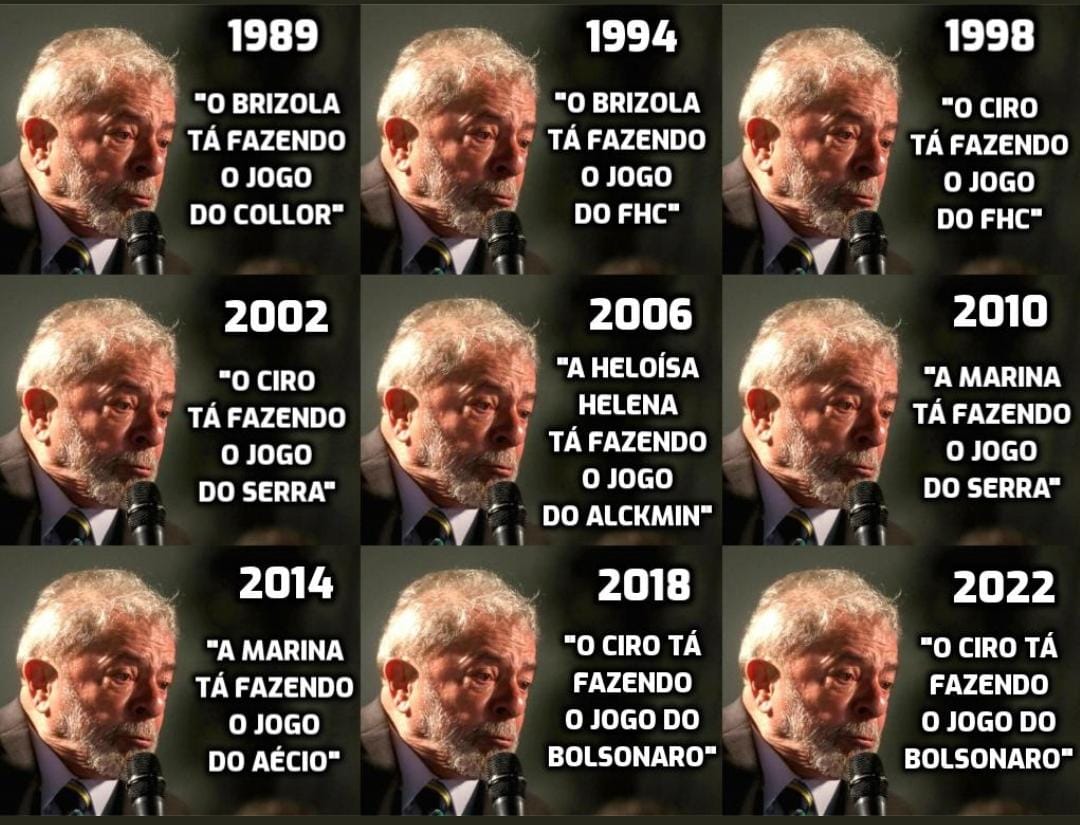 1989
"O BRIZOLA
TÁ FAZENDO
O JOGO
DO COLLOR"
1994
"O BRIZOLA
TÁ FAZENDO
O JOGO
DO FHC"
1998
"O CIRO
TÁ FAZENDO
O JOGO
DO FHC"
2002
"O CIRO
TÁ FAZENDO
O JOGO
DO SERRA"
2006
"A HELOÍSA
HELENA
TÁ FAZENDO
O JOGO
DO ALCKMIN"
2010
"A MARINA
TÁ FAZENDO
O JOGO
DO SERRA"
2014
"A MARINA
TÁ FAZENDO
O JOGO
DO AÉCIO"
2018
"O CIRO TÁ
FAZENDO
O JOGO DO
BOLSONARO"
2022
"O CIRO TÁ
FAZENDO
O JOGO DO
BOLSONARO"